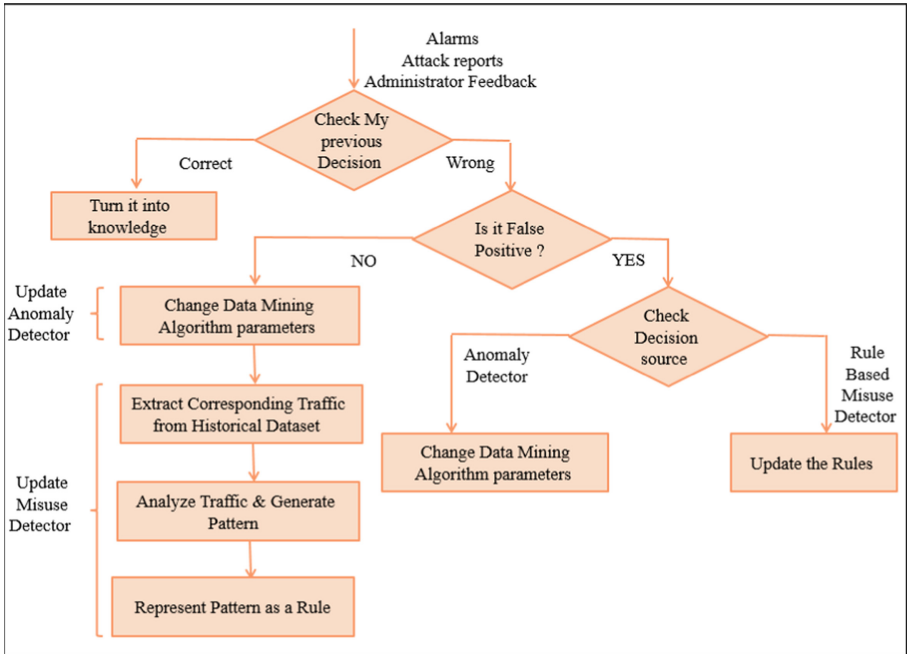 Alarms
Attack reports
Administrator Feedback
Check My
previous
Decision
Correct
Wrong
Turn it into
knowledge
Is it False
Positive ?
NO
YES
Update
Anomaly
Detector
Change Data Mining
Algorithm parameters
Check
Decision
source
Anomaly
Detector
Rule
Based
Misuse
Detector
Extract Corresponding Traffic
from Historical Dataset
Change Data Mining
Algorithm parameters
Update the Rules
Update
Misuse
Detector
Analyze Traffic & Generate
Pattern
Represent Pattern as a Rule